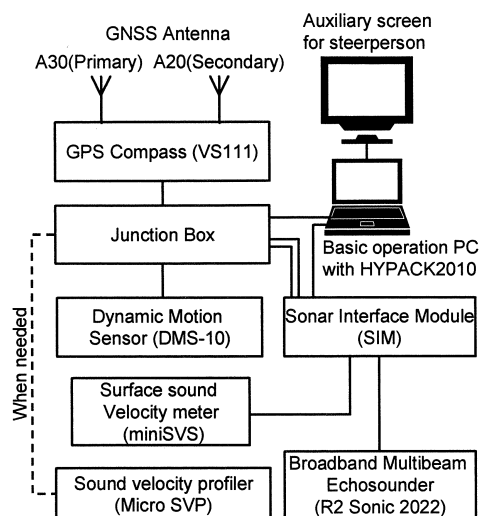 GNSS Antenna
A30(Primary) A20(Secondary)
Auxiliary screen
for steerperson
GPS Compass (VS111)
Junction Box
Basic operation PC
with HYPACK2010
Dynamic Motion
Sensor (DMS-10)
Sonar Interface Module
(SIM)
When needed
Surface sound
Velocity meter
(miniSVS)
Sound velocity profiler
(Micro SVP)
Broadband Multibeam
Echosounder
(R2 Sonic 2022)